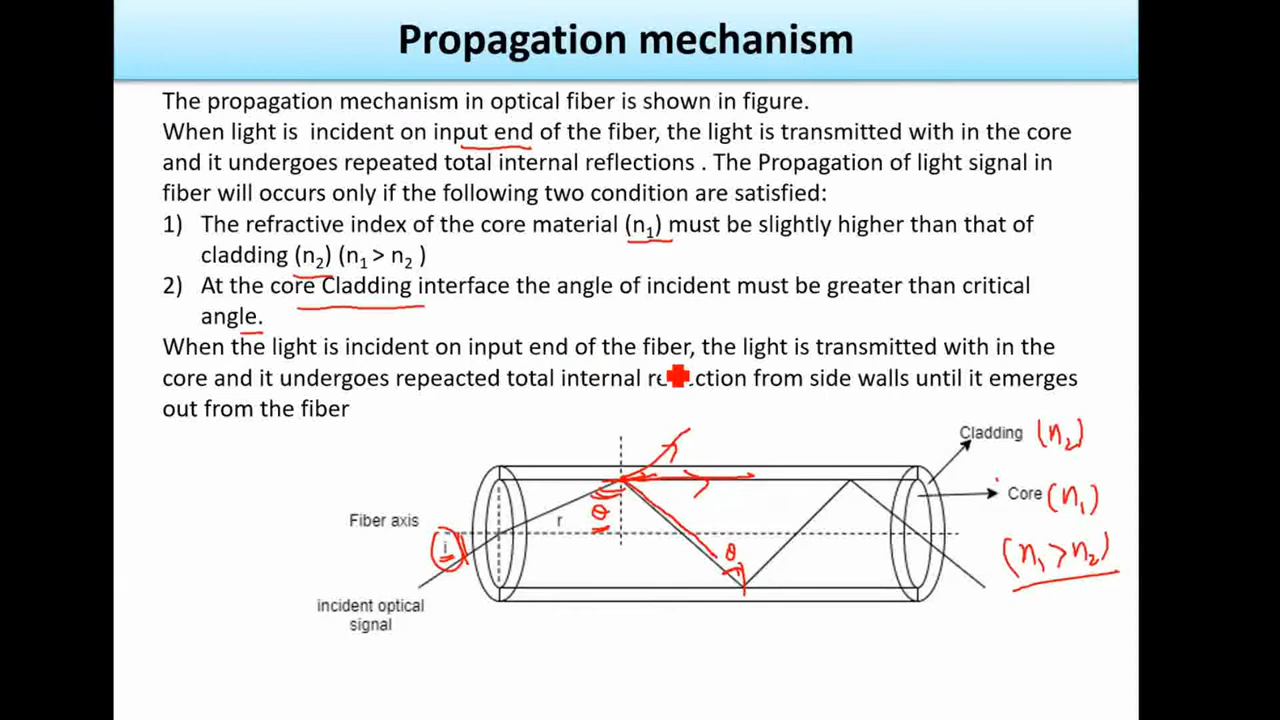 Propagation mechanism
The propagation mechanism in optical fiber is shown in figure.
When light is incident on input end of the fiber, the light is transmitted with in the core
and it undergoes repeated total internal reflections . The Propagation of light signal in
fiber will occurs only if the following two condition are satisfied:
1) The refractive index of the core material (n₁) must be slightly higher than that of
cladding (n₂) (n₁ > n₂ )
2) At the core Cladding interface the angle of incident must be greater than critical
angle.
When the light is incident on input end of the fiber, the light is transmitted with in the
core and it undergoes repeacted total internal from side walls until it emerges
out from the fiber
Cladding (n₂)
Core (n₁)
(n₁ > n₂)
Fiber axis
r
θ
θ
i
incident optical
signal